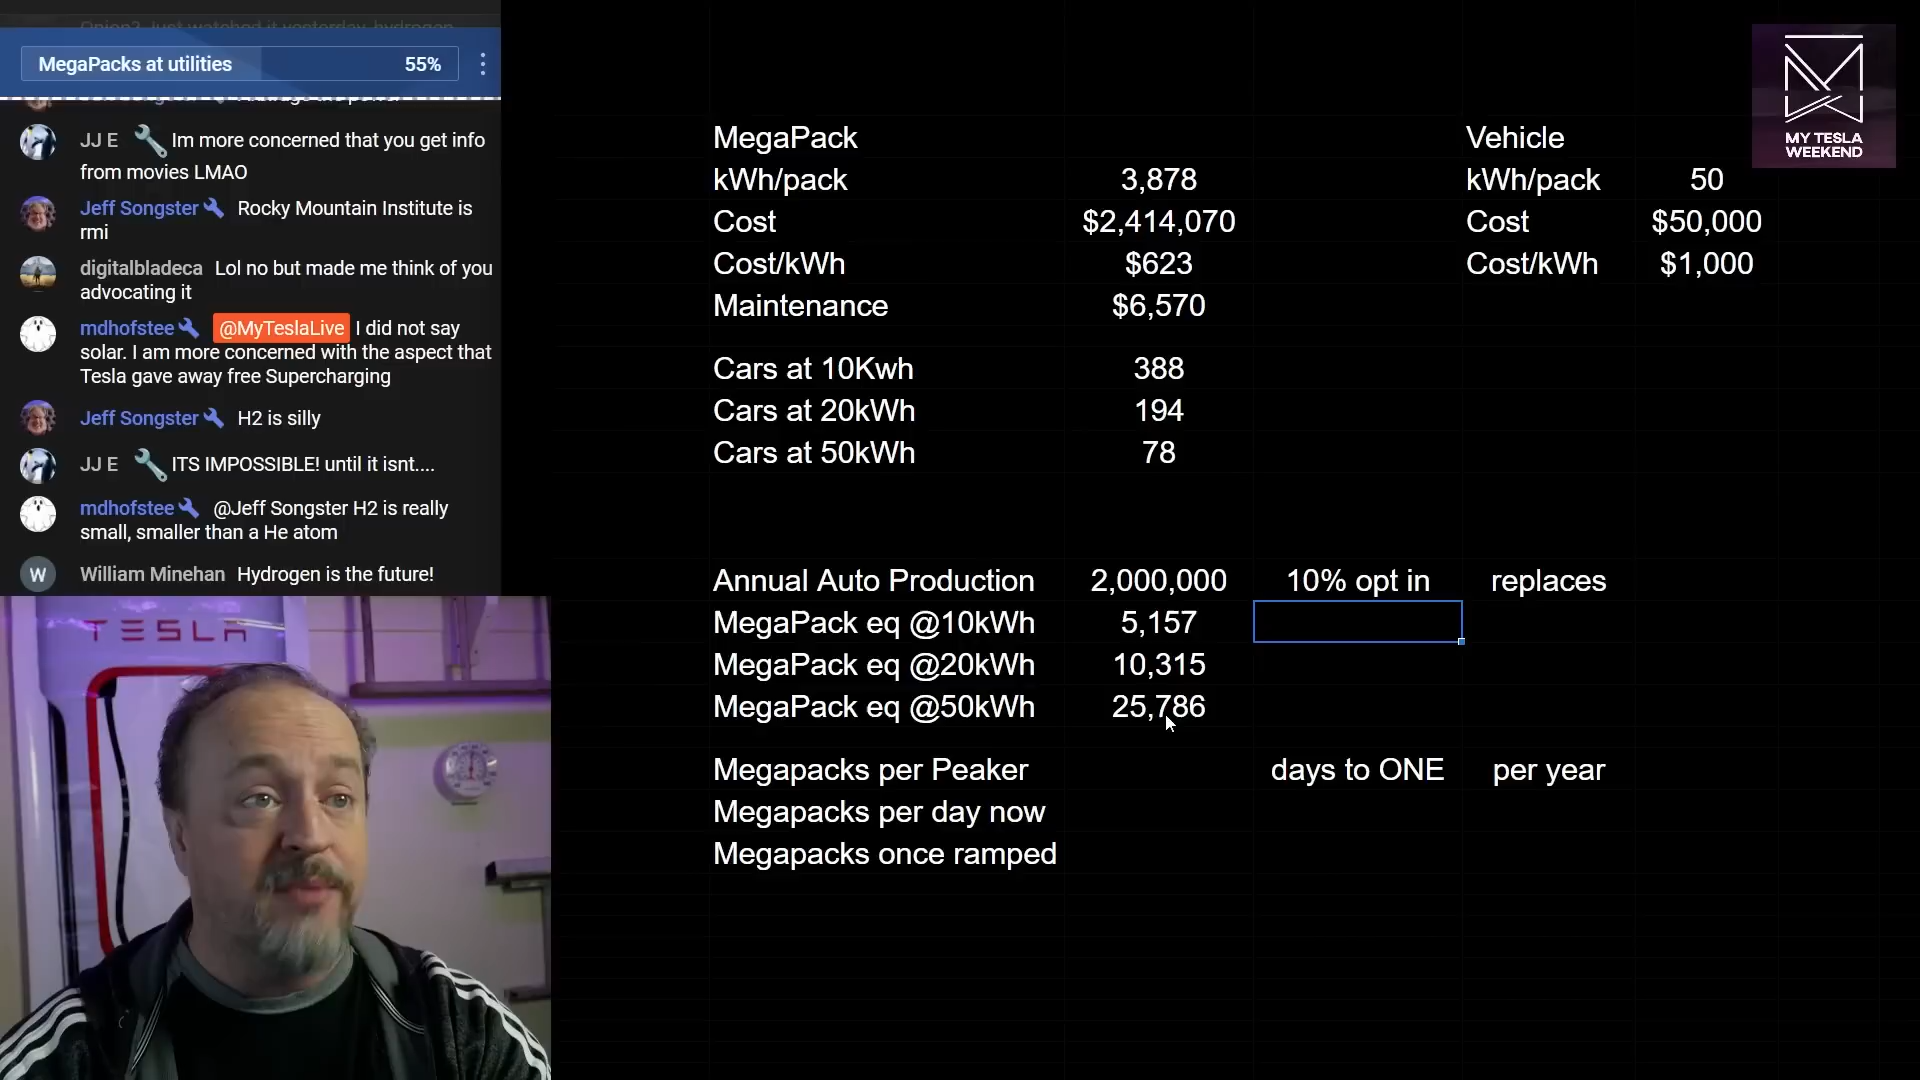 Onion? Just watched it yesterday, hydrogen
MegaPacks at utilities 55%
JJ E Im more concerned that you get info
from movies LMAO
Jeff Songster Rocky Mountain Institute is
rmi
digitalbladeca Lol no but made me think of you
advocating it
mdhofstee @MyTeslaLive I did not say
solar. I am more concerned with the aspect that
Tesla gave away free Supercharging
Jeff Songster H2 is silly
JJ E ITS IMPOSSIBLE! until it isnt....
mdhofstee @Jeff Songster H2 is really
small, smaller than a He atom
W William Minehan Hydrogen is the future!
TESLA
MegaPack
kWh/pack 3,878
Cost $2,414,070
Cost/kWh $623
Maintenance $6,570
Cars at 10Kwh 388
Cars at 20kWh 194
Cars at 50kWh 78
Vehicle
kWh/pack 50
Cost $50,000
Cost/kWh $1,000
Annual Auto Production 2,000,000 10% opt in replaces
MegaPack eq @10kWh 5,157
MegaPack eq @20kWh 10,315
MegaPack eq @50kWh 25,786
Megapacks per Peaker days to ONE per year
Megapacks per day now
Megapacks once ramped
MY TESLA
WEEKEND